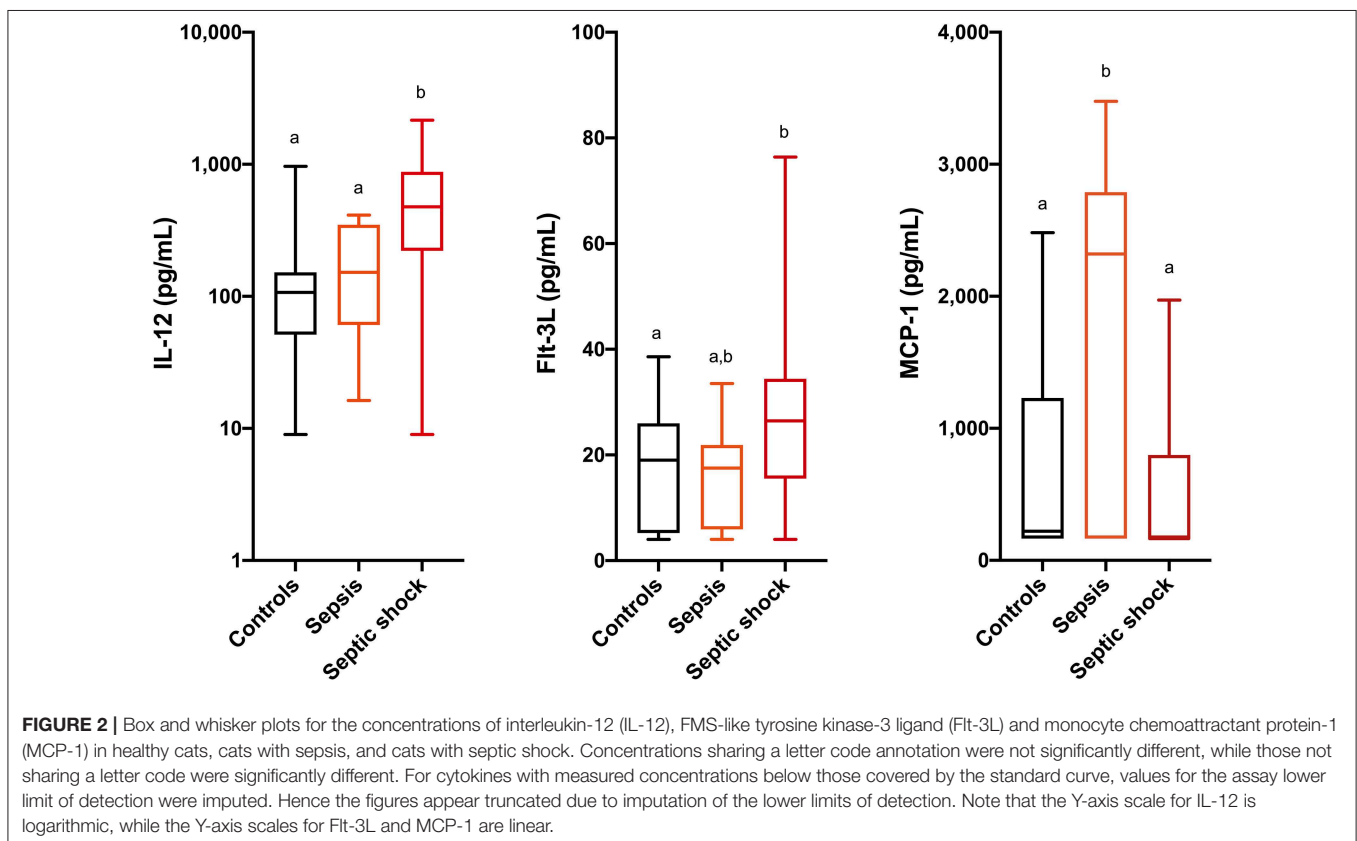 10,000
1,000
100
10
1
IL-12 (pg/mL)
a
a
b
Controls
Sepsis
Septic shock
100
80
60
40
20
0
Flt-3L (pg/mL)
a
a,b
b
Controls
Sepsis
Septic shock
4,000
3,000
2,000
1,000
0
MCP-1 (pg/mL)
a
b
a
Controls
Sepsis
Septic shock
FIGURE 2 | Box and whisker plots for the concentrations of interleukin-12 (IL-12), FMS-like tyrosine kinase-3 ligand (Flt-3L) and monocyte chemoattractant protein-1
(MCP-1) in healthy cats, cats with sepsis, and cats with septic shock. Concentrations sharing a letter code annotation were not significantly different, while those not
sharing a letter code were significantly different. For cytokines with measured concentrations below those covered by the standard curve, values for the assay lower
limit of detection were imputed. Hence the figures appear truncated due to imputation of the lower limits of detection. Note that the Y-axis scale for IL-12 is
logarithmic, while the Y-axis scales for Flt-3L and MCP-1 are linear.